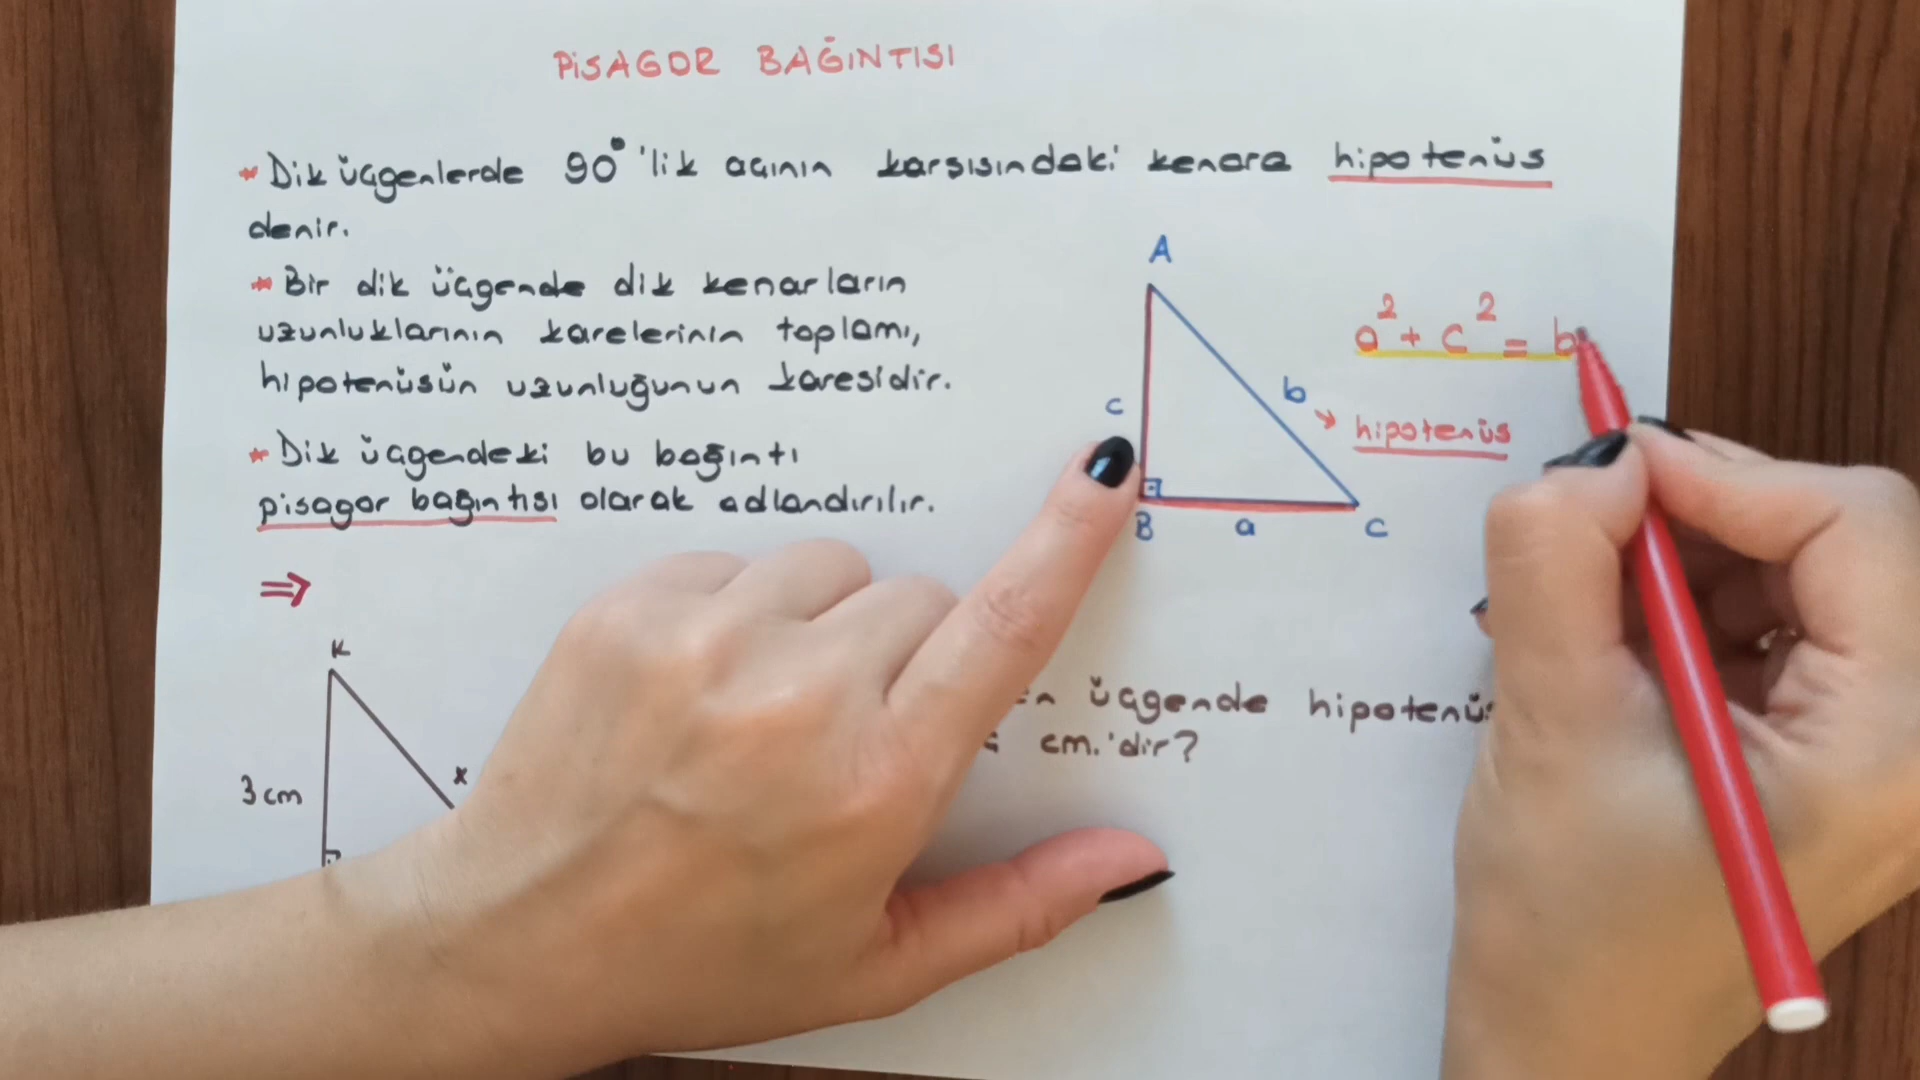 PİSAGOR BAĞINTISI
* Dik üçgenlerde 90° 'lik açının karşısındaki kenara hipotenüs
denir.
* Bir dik üçgende dik kenarların
uzunluklarının karelerinin toplamı,
hipotenüsün uzunluğunun karesidir.
* Dik üçgendeki bu bağıntı
pisagor bağıntısı olarak adlandırılır.
A
c
b
B
a
C
a² + c² = b
→ hipotenüs
⇒
K
3 cm
x
üçgende
cm.'dir?